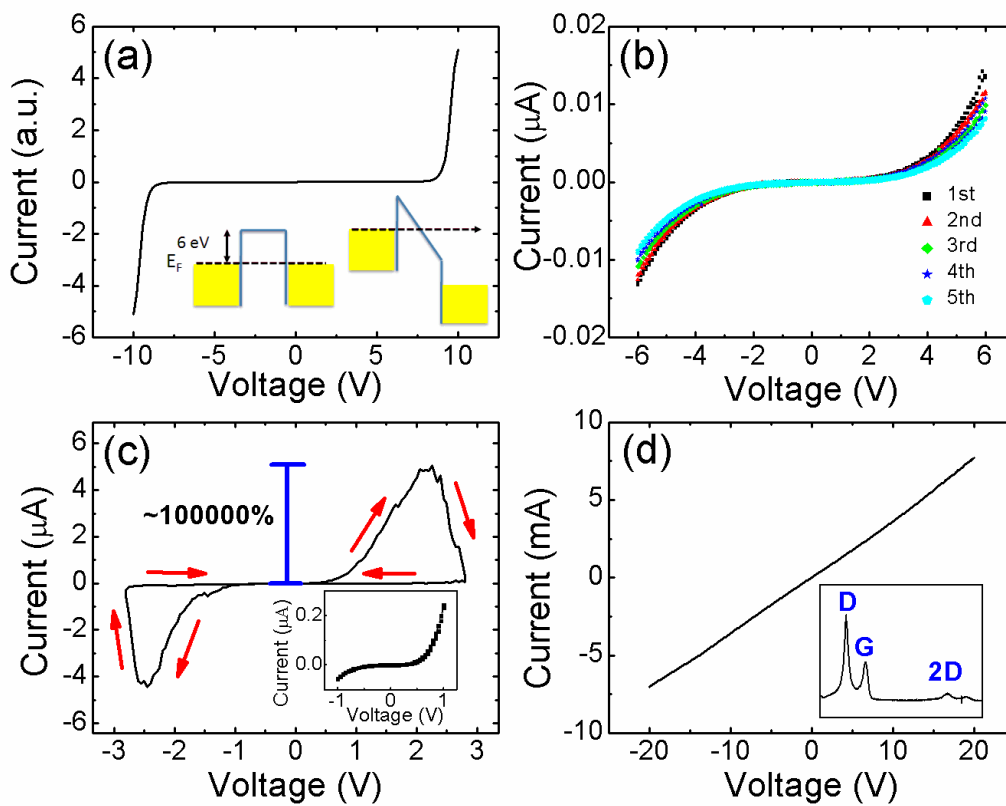 (a)
Current (a.u.)
6
4
2
0
-2
-4
-6
-10
-5
0
5
10
Voltage (V)
6 eV
EF
(b)
Current (μA)
0.02
0.01
0.00
-0.01
-0.02
-6
-4
-2
0
2
4
6
Voltage (V)
1st
2nd
3rd
4th
5th
(c)
Current (μA)
6
4
2
0
-2
-4
-6
-3
-2
-1
0
1
2
3
Voltage (V)
~100000%
Current (μA)
0.2
0.0
-1
0
1
Voltage (V)
(d)
Current (mA)
10
5
0
-5
-10
-20
-10
0
10
20
Voltage (V)
D
G
2D